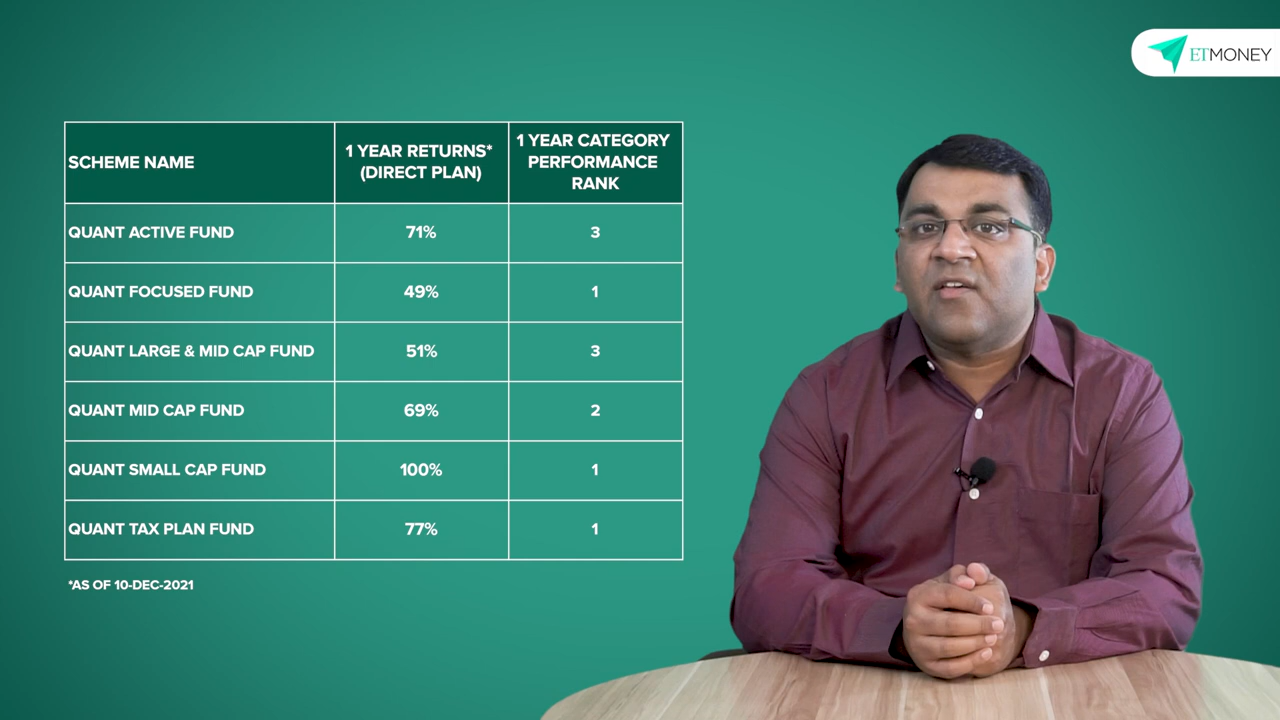 ETMONEY
SCHEME NAME
1 YEAR RETURNS*
(DIRECT PLAN)
1 YEAR CATEGORY
PERFORMANCE
RANK
QUANT ACTIVE FUND 71% 3
QUANT FOCUSED FUND 49% 1
QUANT LARGE & MID CAP FUND 51% 3
QUANT MID CAP FUND 69% 2
QUANT SMALL CAP FUND 100% 1
QUANT TAX PLAN FUND 77% 1
*AS OF 10-DEC-2021